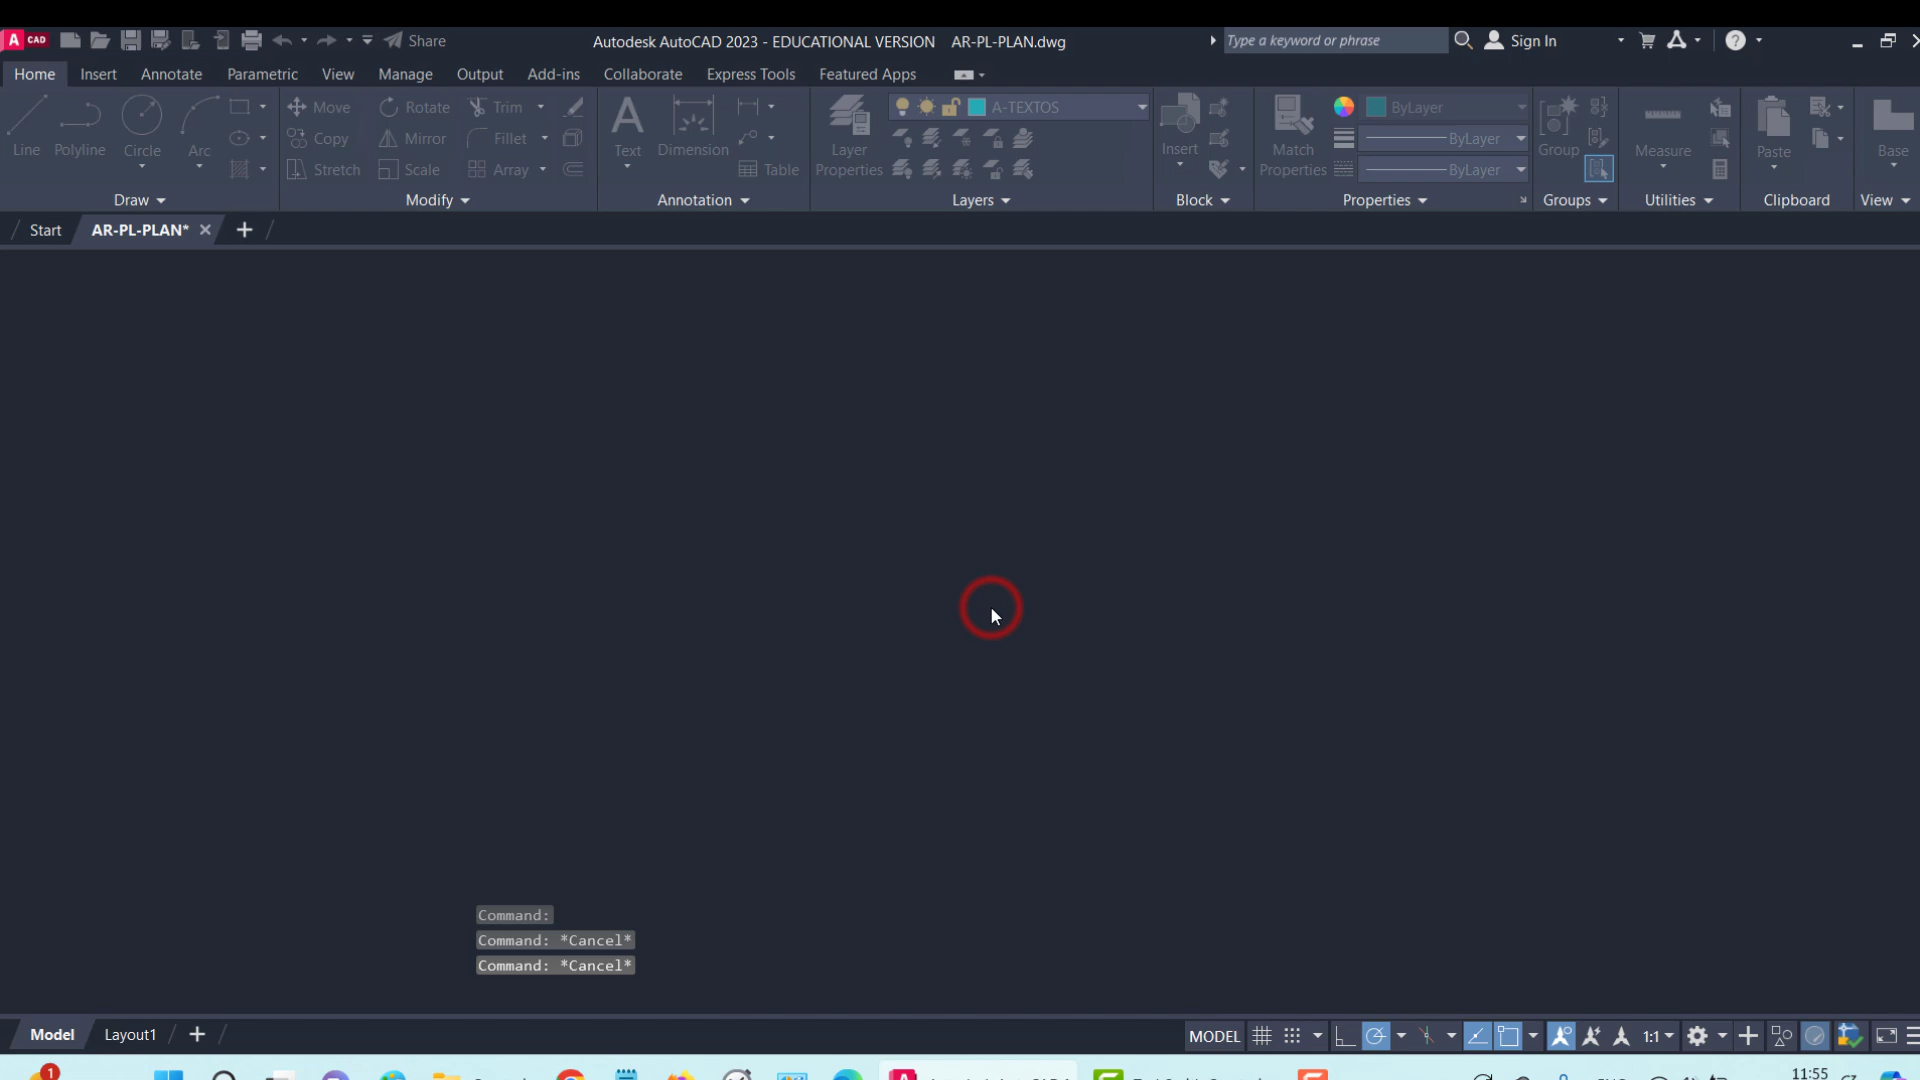 A CAD Share Autodesk AutoCAD 2023 - EDUCATIONAL VERSION AR-PL-PLAN.dwg Type a keyword or phrase Sign In ?
Home Insert Annotate Parametric View Manage Output Add-ins Collaborate Express Tools Featured Apps
Move Rotate Trim A-TEXTOS ByLayer
Line Polyline Circle Arc Copy Mirror Fillet Text Dimension Layer Properties Insert Match Properties ByLayer Group Measure Paste Base
Stretch Scale Array Table ByLayer
Draw Modify Annotation Layers Block Properties Groups Utilities Clipboard View
Start AR-PL-PLAN* +
Command:
Command: *Cancel*
Command: *Cancel*
Model Layout1 + MODEL 1:1
1 11:55